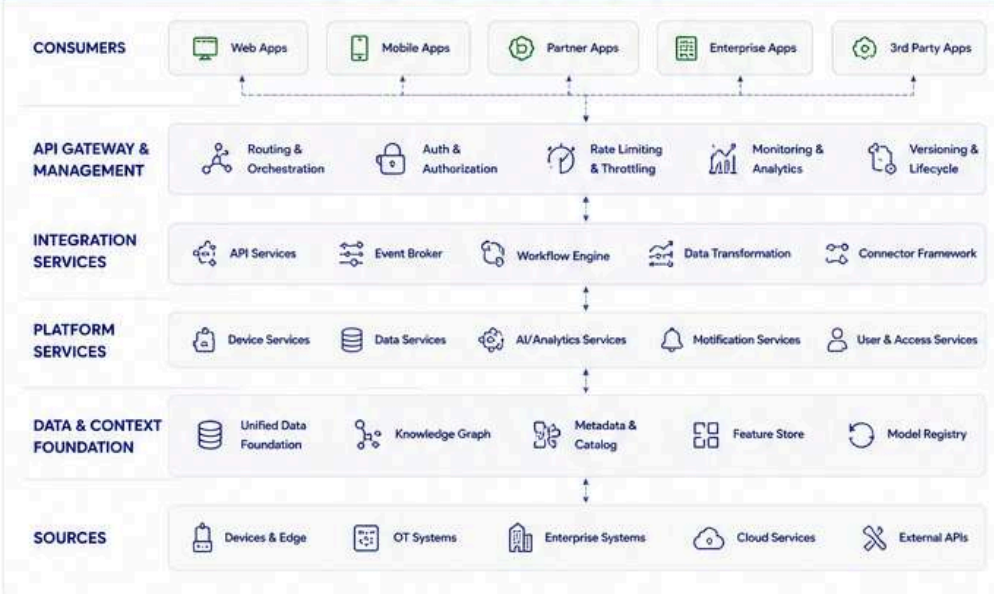 CONSUMERS
Web Apps
Mobile Apps
Partner Apps
Enterprise Apps
3rd Party Apps
API GATEWAY &
MANAGEMENT
Routing &
Orchestration
Auth &
Authorization
Rate Limiting
& Throttling
Monitoring &
Analytics
Versioning &
Lifecycle
INTEGRATION
SERVICES
API Services
Event Broker
Workflow Engine
Data Transformation
Connector Framework
PLATFORM
SERVICES
Device Services
Data Services
AI/Analytics Services
Motification Services
User & Access Services
DATA & CONTEXT
FOUNDATION
Unified Data
Foundation
Knowledge Graph
Metadata &
Catalog
Feature Store
Model Registry
SOURCES
Devices & Edge
OT Systems
Enterprise Systems
Cloud Services
External APIs